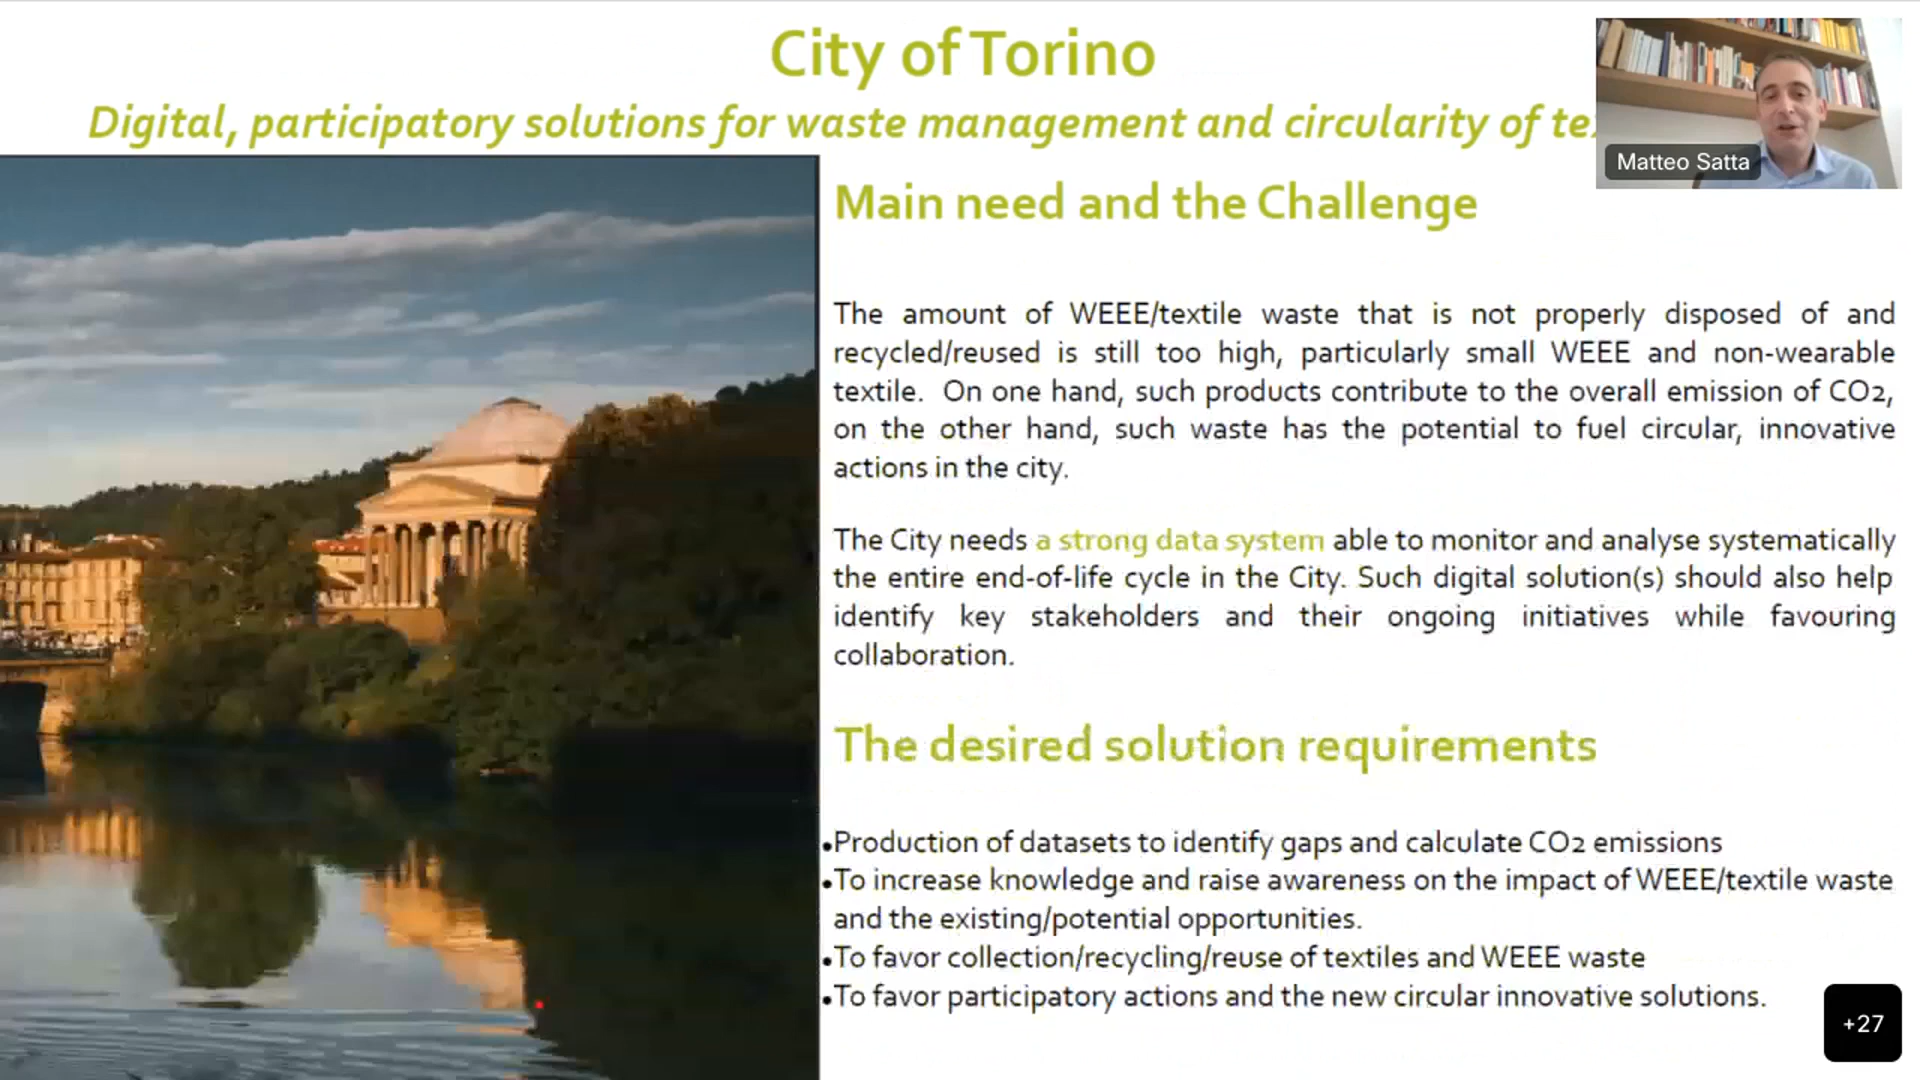 City of Torino
Digital, participatory solutions for waste management and circularity of
Matteo Satta
Main need and the Challenge
The amount of WEEE/textile waste that is not properly disposed of and
recycled/reused is still too high, particularly small WEEE and non-wearable
textile. On one hand, such products contribute to the overall emission of CO2,
on the other hand, such waste has the potential to fuel circular, innovative
actions in the city.
The City needs a strong data system able to monitor and analyse systematically
the entire end-of-life cycle in the City. Such digital solution(s) should also help
identify key stakeholders and their ongoing initiatives while favouring
collaboration.
The desired solution requirements
•Production of datasets to identify gaps and calculate CO2 emissions
•To increase knowledge and raise awareness on the impact of WEEE/textile waste
and the existing/potential opportunities.
•To favor collection/recycling/reuse of textiles and WEEE waste
•To favor participatory actions and the new circular innovative solutions.
+27